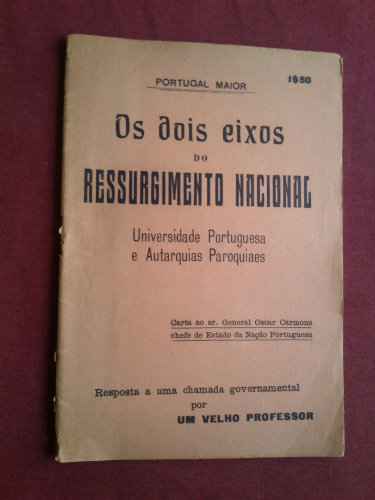 PORTUGAL MAIOR
1$50
Os dois eixos
DO
RESSURGIMENTO NACIONAL
Universidade Portuguesa
e Autarquias Paroquiaes
Carta ao sr. General Oscar Carmona
chefe de Estado da Nação Portuguesa
Resposta a uma chamada governamental
por
UM VELHO PROFESSOR